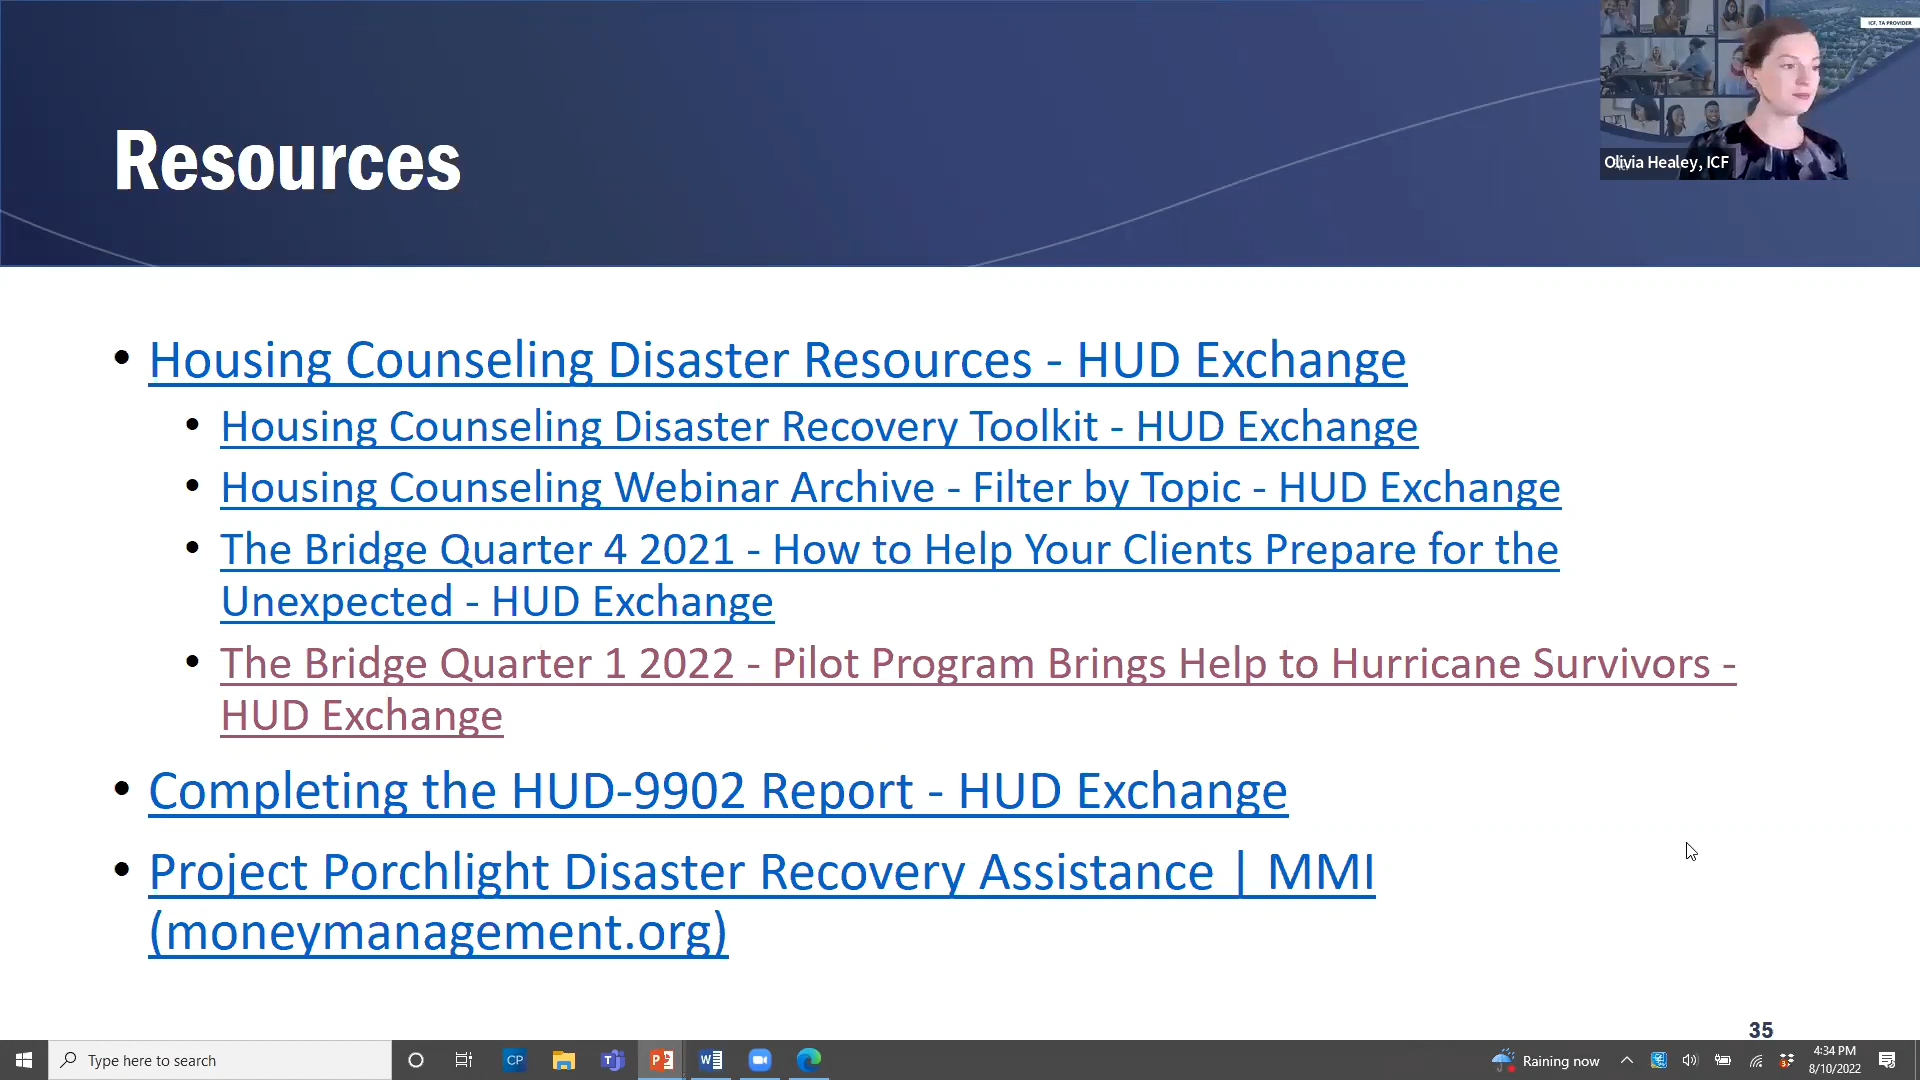 ICF, TA PROVIDER
Olivia Healey, ICF
Resources
• Housing Counseling Disaster Resources - HUD Exchange
• Housing Counseling Disaster Recovery Toolkit - HUD Exchange
• Housing Counseling Webinar Archive - Filter by Topic - HUD Exchange
• The Bridge Quarter 4 2021 - How to Help Your Clients Prepare for the
Unexpected - HUD Exchange
• The Bridge Quarter 1 2022 - Pilot Program Brings Help to Hurricane Survivors -
HUD Exchange
• Completing the HUD-9902 Report - HUD Exchange
• Project Porchlight Disaster Recovery Assistance | MMI
(moneymanagement.org)
35
Type here to search
CP
Raining now
4:34 PM
8/10/2022